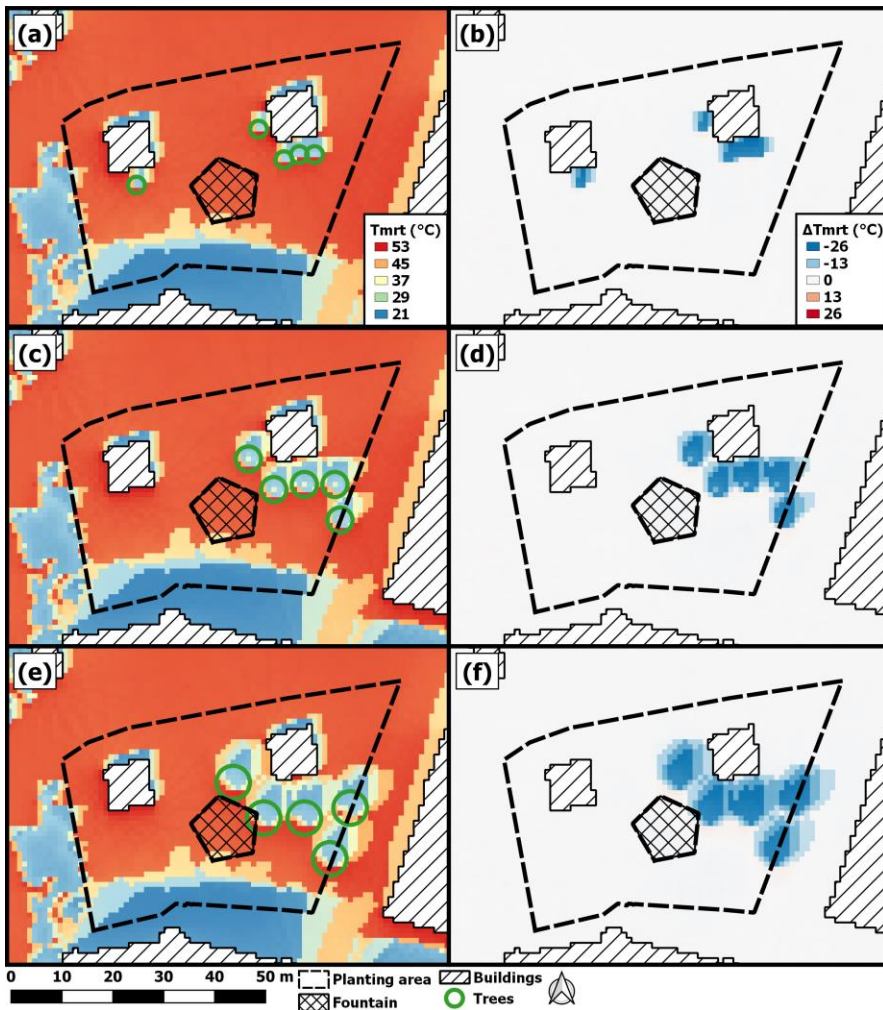 (a)
(b)
Tmrt (°C)
53
45
37
29
21
ΔTmrt (°C)
-26
-13
0
13
26
(c)
(d)
(e)
(f)
0 10 20 30 40 50 m
Planting area
Buildings
Fountain
Trees